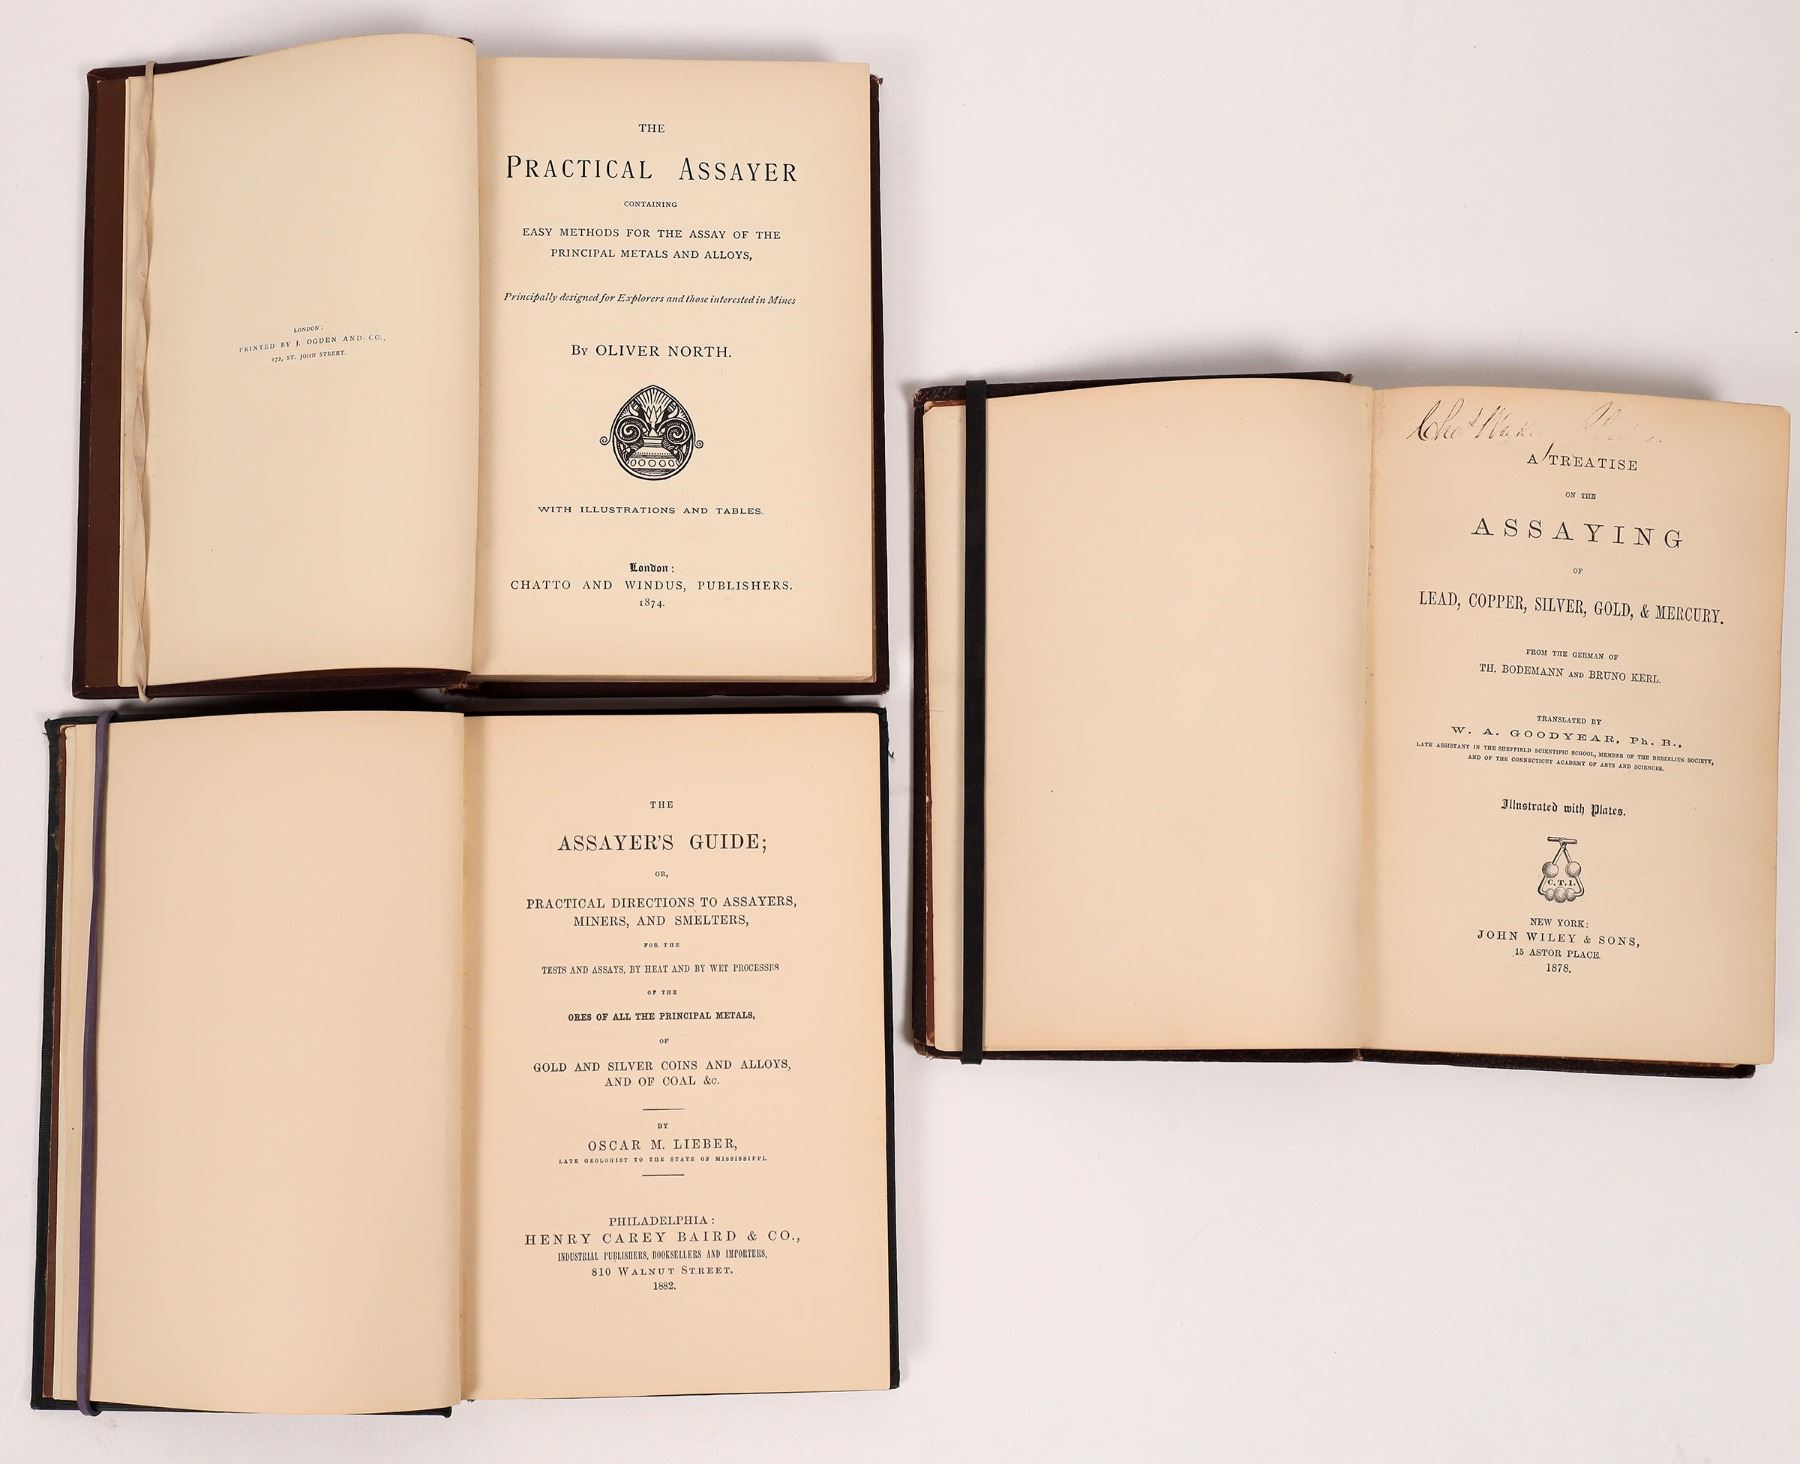 LONDON:
PRINTED BY J. OGDEN AND CO.,
172, ST. JOHN STREET.
THE
PRACTICAL ASSAYER
CONTAINING
EASY METHODS FOR THE ASSAY OF THE
PRINCIPAL METALS AND ALLOYS,
Principally designed for Explorers and those interested in Mines
BY OLIVER NORTH.
WITH ILLUSTRATIONS AND TABLES.
London:
CHATTO AND WINDUS, PUBLISHERS.
1874.
THE
ASSAYER'S GUIDE;
OR,
PRACTICAL DIRECTIONS TO ASSAYERS,
MINERS, AND SMELTERS,
FOR THE
TESTS AND ASSAYS, BY HEAT AND BY WET PROCESSES
OF THE
ORES OF ALL THE PRINCIPAL METALS,
OF
GOLD AND SILVER COINS AND ALLOYS,
AND OF COAL &c.
BY
OSCAR M. LIEBER,
LATE GEOLOGIST TO THE STATE OF MISSISSIPPI.
PHILADELPHIA:
HENRY CAREY BAIRD & CO.,
INDUSTRIAL PUBLISHERS, BOOKSELLERS AND IMPORTERS,
810 WALNUT STREET.
1882.
Chas
A TREATISE
ON THE
ASSAYING
OF
LEAD, COPPER, SILVER, GOLD, & MERCURY.
FROM THE GERMAN OF
TH. BODEMANN AND BRUNO KERL.
TRANSLATED BY
W. A. GOODYEAR, Ph. B.,
LATE ASSISTANT IN THE SHEFFIELD SCIENTIFIC SCHOOL, MEMBER OF THE BERZELIUS SOCIETY,
AND OF THE CONNECTICUT ACADEMY OF ARTS AND SCIENCES.
Illustrated with Plates.
C.T.I.
NEW YORK:
JOHN WILEY & SONS,
15 ASTOR PLACE.
1878.